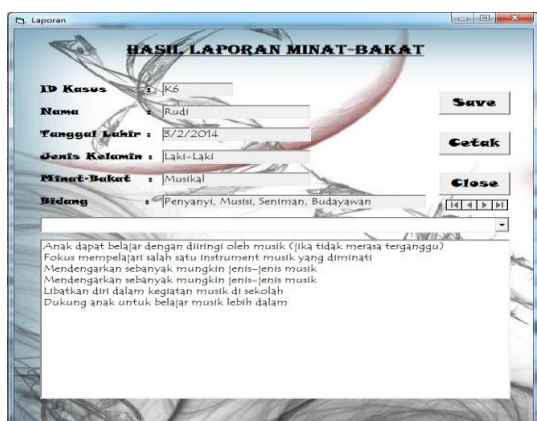 Laporan
HASIL LAPORAN MINAT-BAKAT
ID Kasus : K6
Nama : Rudi
Tanggal Lahir : 3/2/2014
Jenis Kelamin : Laki-Laki
Minat-Bakat : Musikal
Bidang : Penyanyi, Musisi, Seniman, Budayawan
Save
Cetak
Close
Anak dapat belajar dengan diiringi oleh musik (jika tidak merasa terganggu)
Fokus mempelajari salah satu instrument musik yang diminati
Mendengarkan sebanyak mungkin jenis-jenis musik
Mendengarkan sebanyak mungkin jenis-jenis musik
Libatkan diri dalam kegiatan musik di sekolah
Dukung anak untuk belajar musik lebih dalam